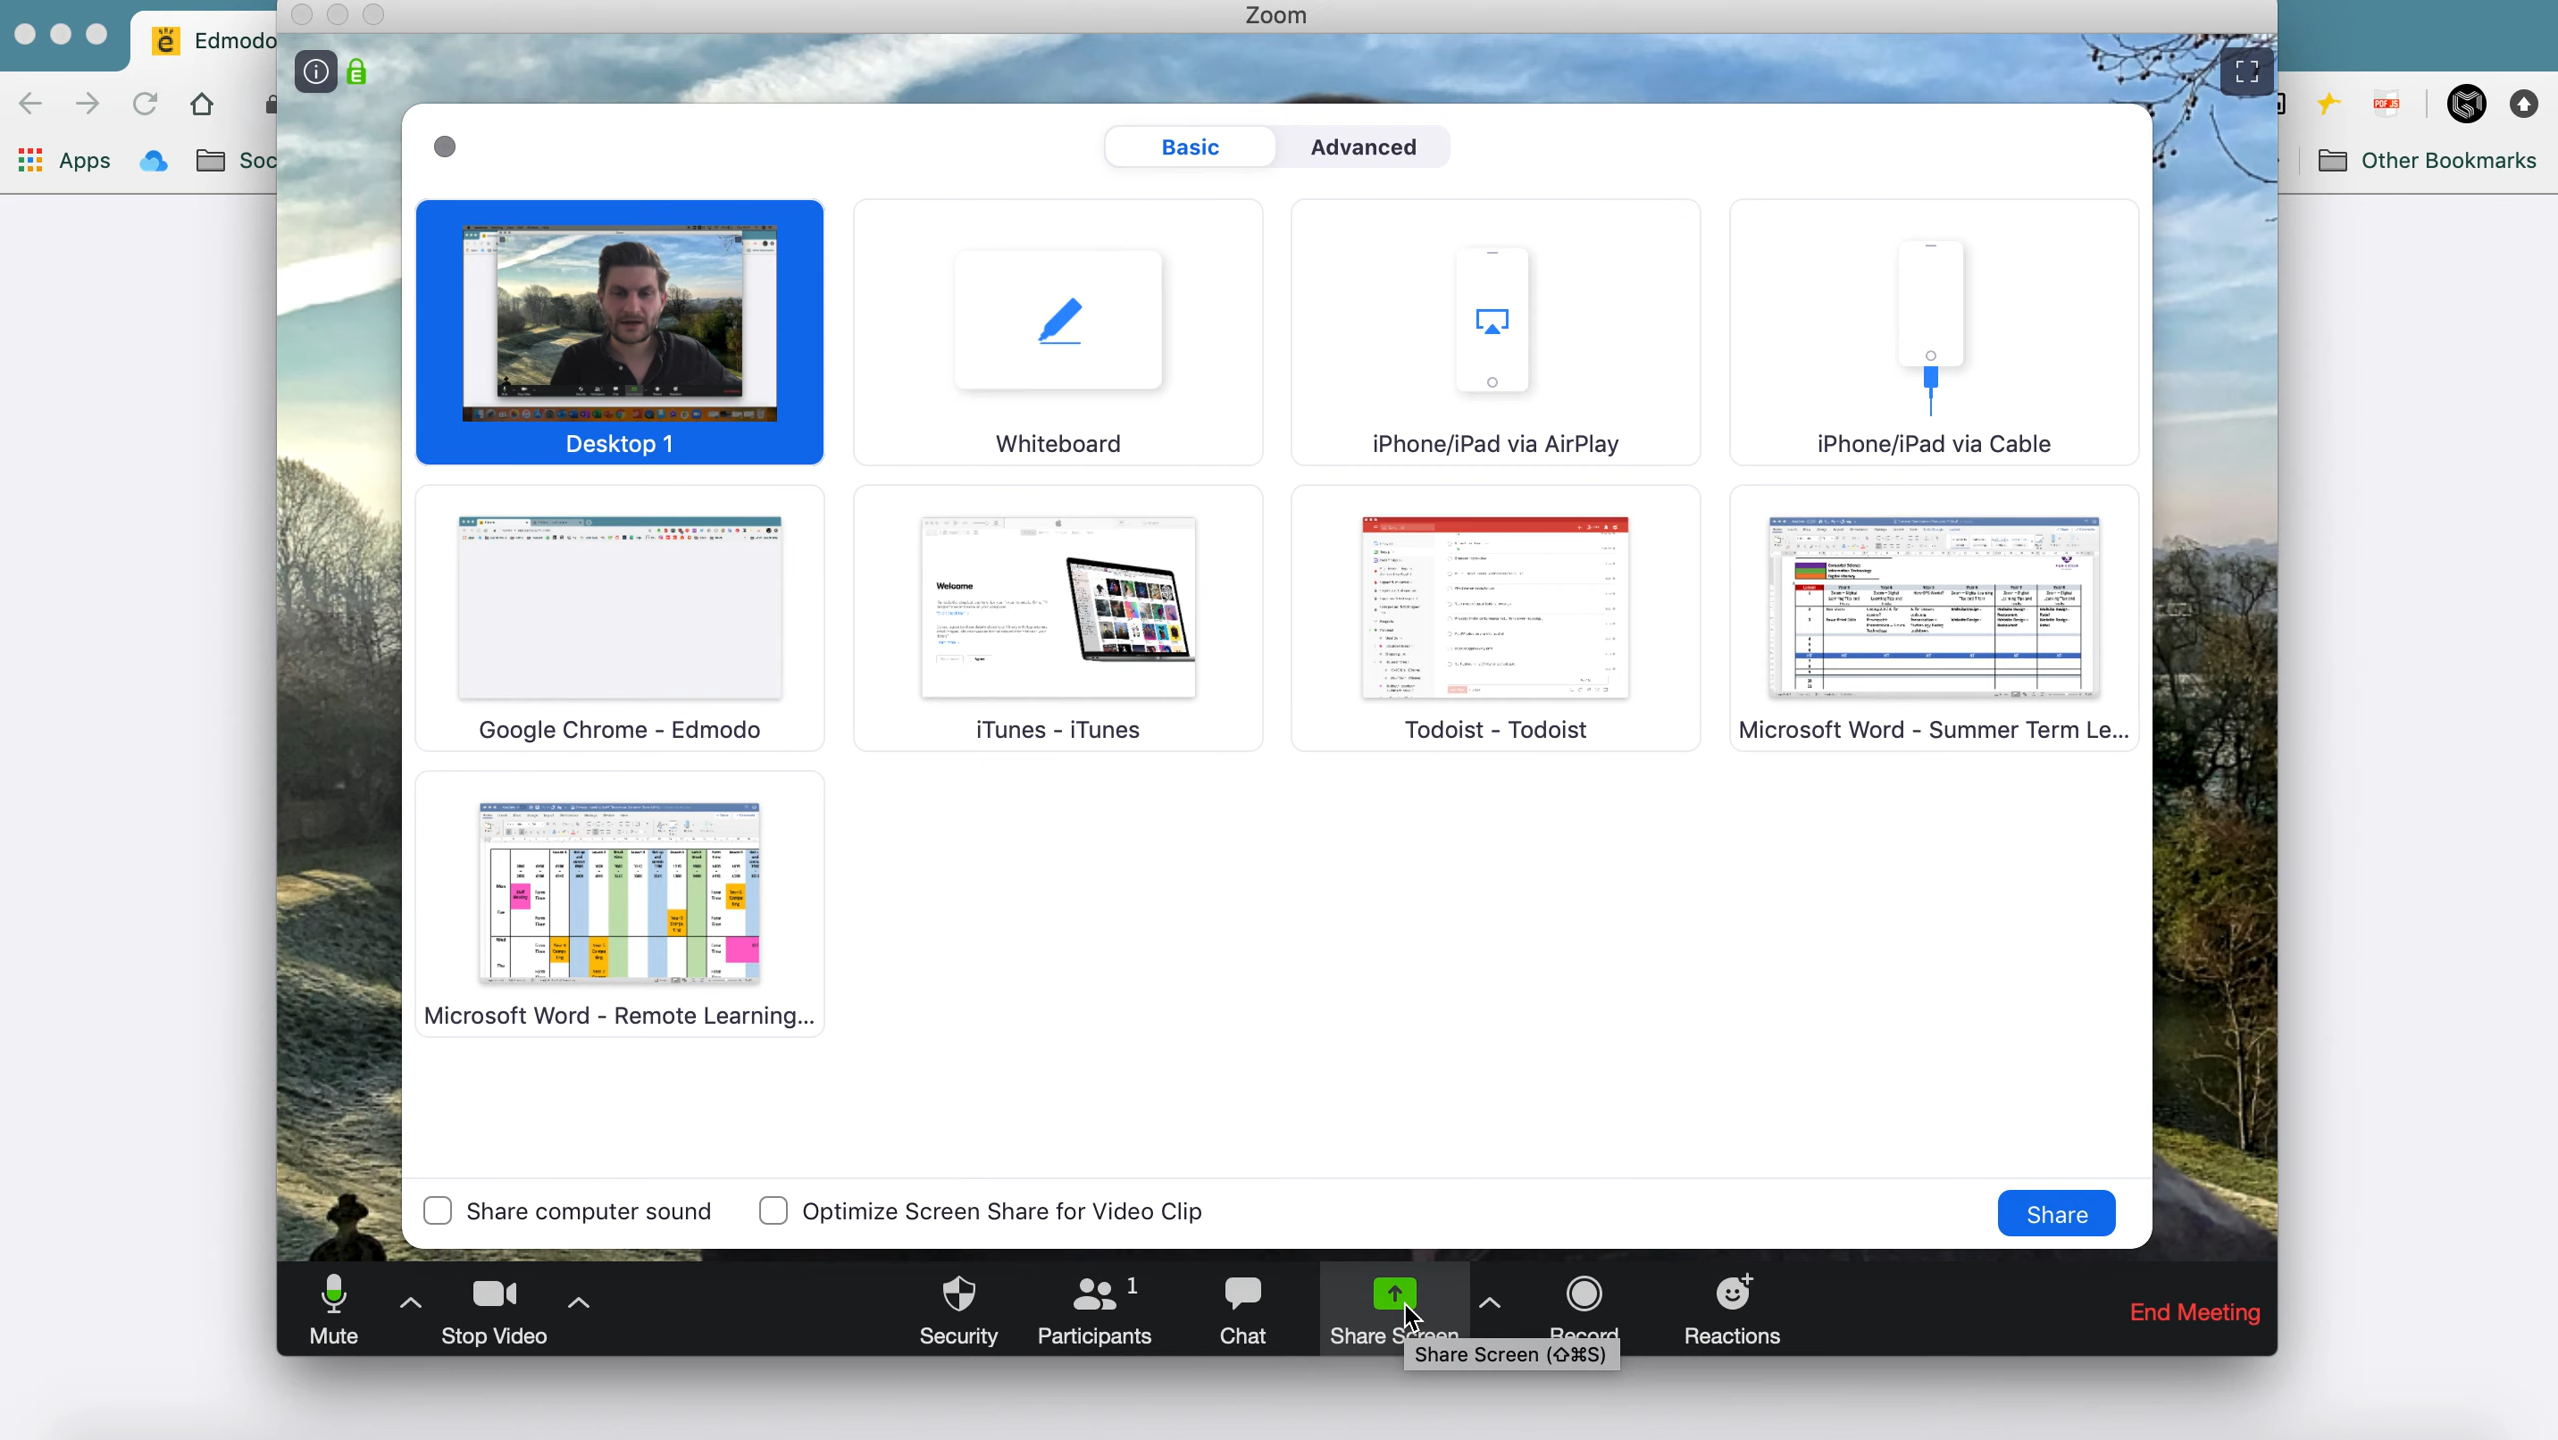 Zoom
Edmodo
Apps
Soc
Other Bookmarks
PDF JS
Basic
Advanced
Desktop 1
Whiteboard
iPhone/iPad via AirPlay
iPhone/iPad via Cable
Welcome
Google Chrome - Edmodo
iTunes - iTunes
Todoist - Todoist
Microsoft Word - Summer Term Le...
Microsoft Word - Remote Learning...
Share computer sound
Optimize Screen Share for Video Clip
Share
Mute
Stop Video
Security
1
Participants
Chat
Share Screen
Record
Reactions
End Meeting
Share Screen (⇧⌘S)